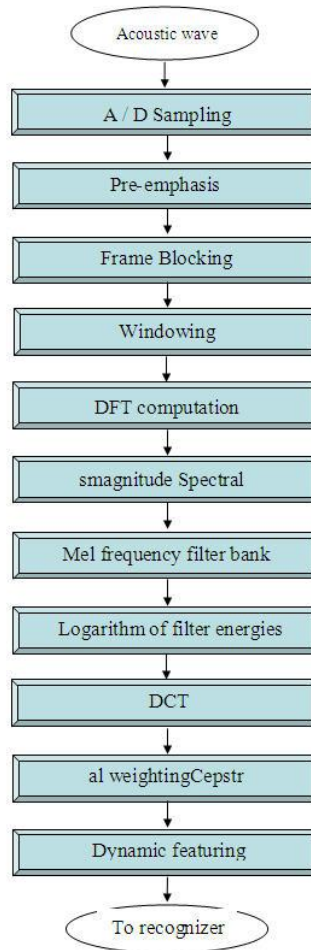 Acoustic wave
A / D Sampling
Pre-emphasis
Frame Blocking
Windowing
DFT computation
smagnitude Spectral
Mel frequency filter bank
Logarithm of filter energies
DCT
al weightingCepstr
Dynamic featuring
To recognizer